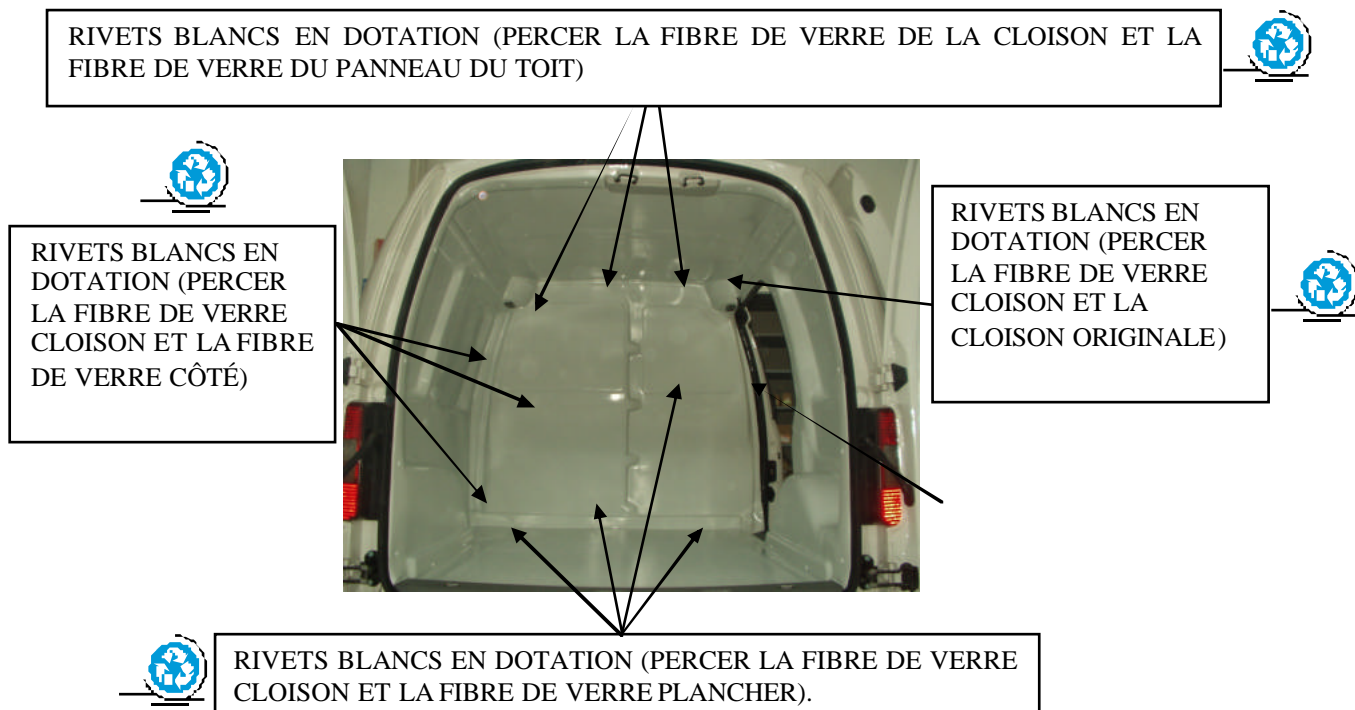 RIVETS BLANCS EN DOTATION (PERCER LA FIBRE DE VERRE DE LA CLOISON ET LA
FIBRE DE VERRE DU PANNEAU DU TOIT)
RIVETS BLANCS EN
DOTATION (PERCER
LA FIBRE DE VERRE
CLOISON ET LA FIBRE
DE VERRE CÔTÉ)
RIVETS BLANCS EN
DOTATION (PERCER
LA FIBRE DE VERRE
CLOISON ET LA
CLOISON ORIGINALE)
RIVETS BLANCS EN DOTATION (PERCER LA FIBRE DE VERRE
CLOISON ET LA FIBRE DE VERRE PLANCHER).